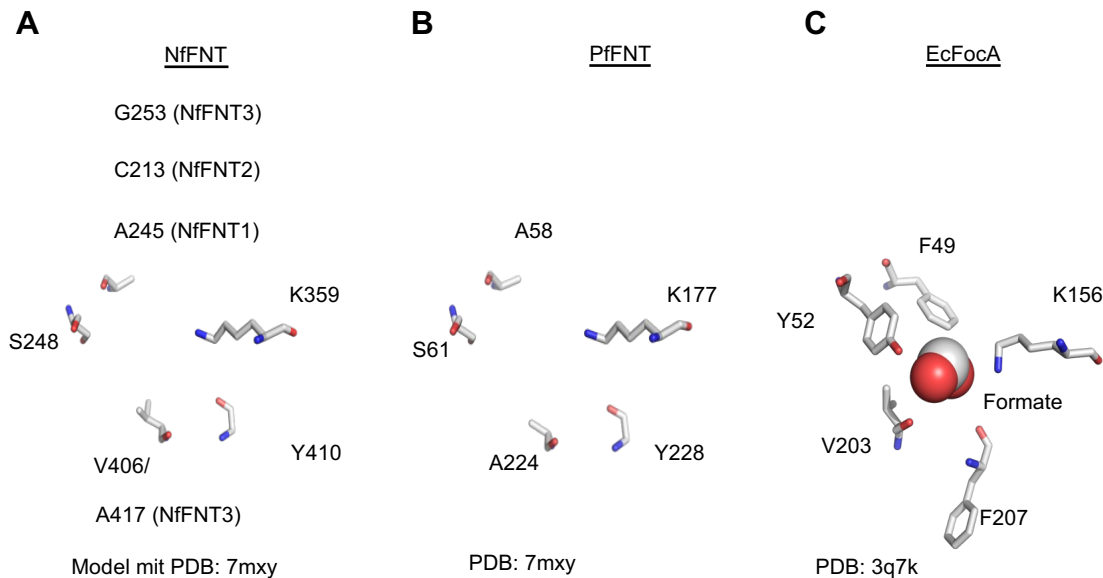 A
NfFNT
G253 (NfFNT3)
C213 (NfFNT2)
A245 (NfFNT1)
K359
S248
V406/
Y410
A417 (NfFNT3)
Model mit PDB: 7mxy
B
PfFNT
A58
K177
S61
A224
Y228
PDB: 7mxy
C
EcFocA
F49
K156
Y52
Formate
V203
F207
PDB: 3q7k